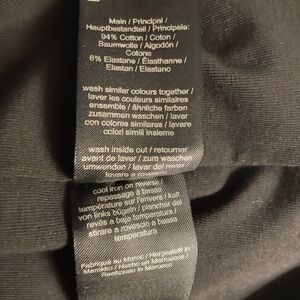 Main / Principal /
Hauptbestandteil / Principale:
94% Cotton / Coton /
Baumwolle / Algodón /
Cotone
6% Elastane / Élasthanne /
Elastan / Elastano
wash similar colours together /
laver les couleurs similaires
ensemble / ähnliche farben
zusammen waschen / lavar
con colores similares / lavare
colori simili insieme
wash inside out / retourner
avant de laver / zum waschen
cool iron on reverse /
repassage à basse
température sur l'envers / kalt
von links bügeln / planchar del
revés a baja temperatura /
stirare a rovescio a bassa
temperatura
Fabriqué au Maroc / Hergestellt in
Marokko / Hecho en Marruecos /
Realizzato in Marocco